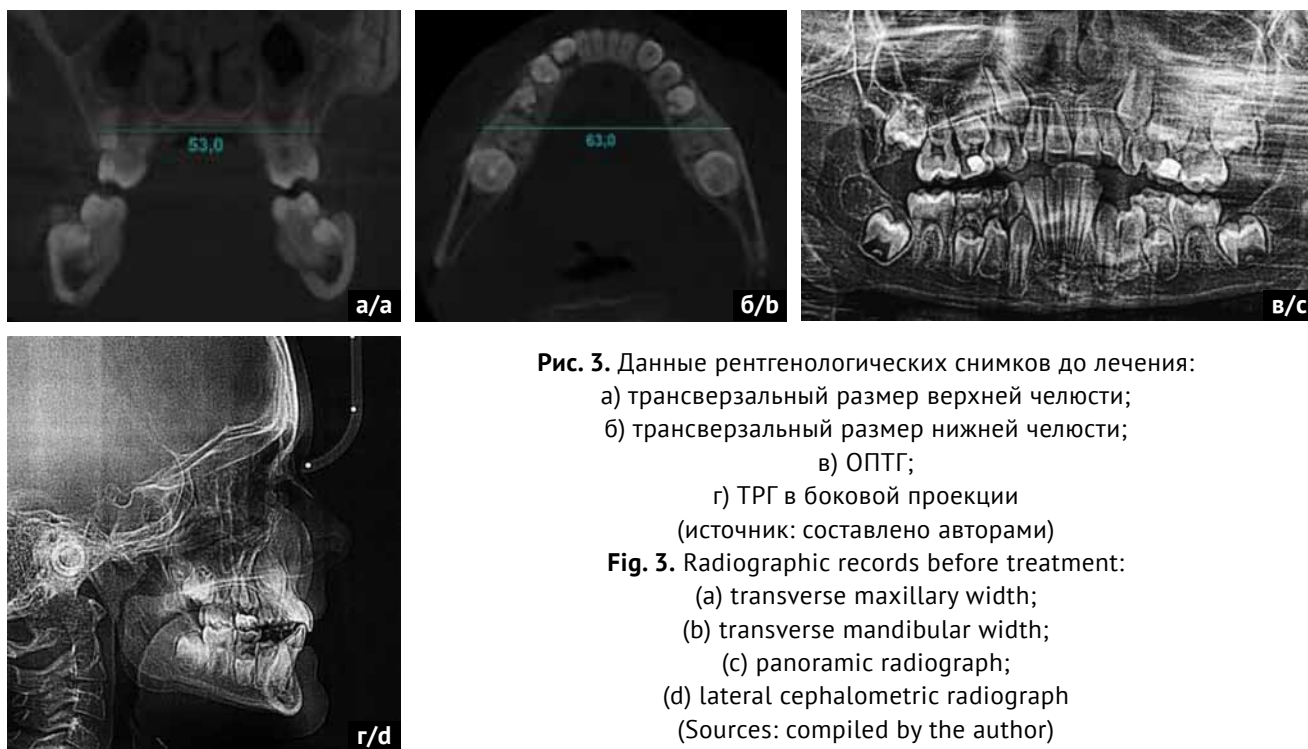 53,0
а/a
63,0
б/b
в/c
г/d
Рис. 3. Данные рентгенологических снимков до лечения:
а) трансверзальный размер верхней челюсти;
б) трансверзальный размер нижней челюсти;
в) ОПТГ;
г) ТРГ в боковой проекции
(источник: составлено авторами)
Fig. 3. Radiographic records before treatment:
(a) transverse maxillary width;
(b) transverse mandibular width;
(c) panoramic radiograph;
(d) lateral cephalometric radiograph
(Sources: compiled by the author)